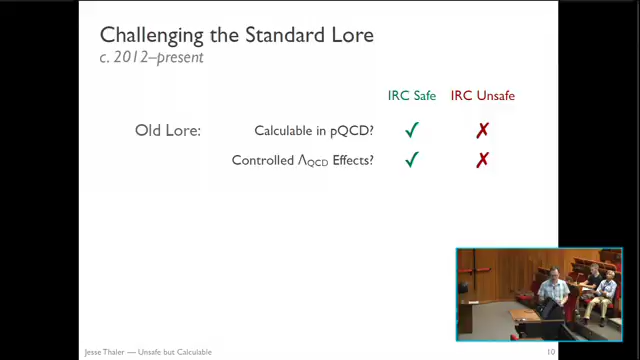 Challenging the Standard Lore
c. 2012–present
IRC Safe IRC Unsafe
Old Lore: Calculable in pQCD? ✓ ✗
Controlled ΛQCD Effects? ✓ ✗
Jesse Thaler — Unsafe but Calculable 10